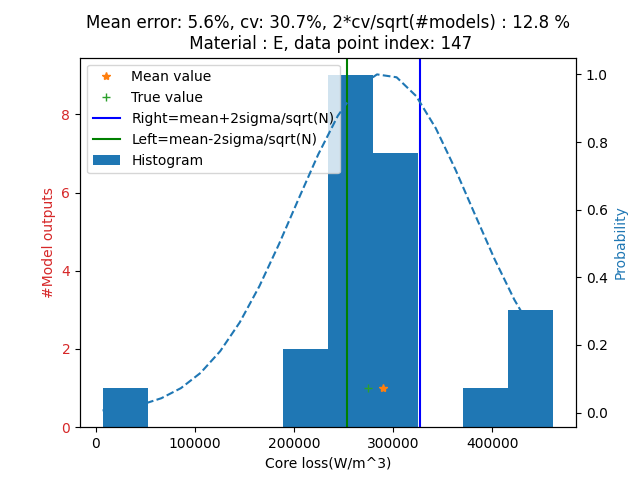 Mean error: 5.6%, cv: 30.7%, 2*cv/sqrt(#models) : 12.8 %
Material : E, data point index: 147
Mean value
True value
Right=mean+2sigma/sqrt(N)
Left=mean-2sigma/sqrt(N)
Histogram
#Model outputs
8
6
4
2
0
Probability
1.0
0.8
0.6
0.4
0.2
0.0
0 100000 200000 300000 400000
Core loss(W/m^3)